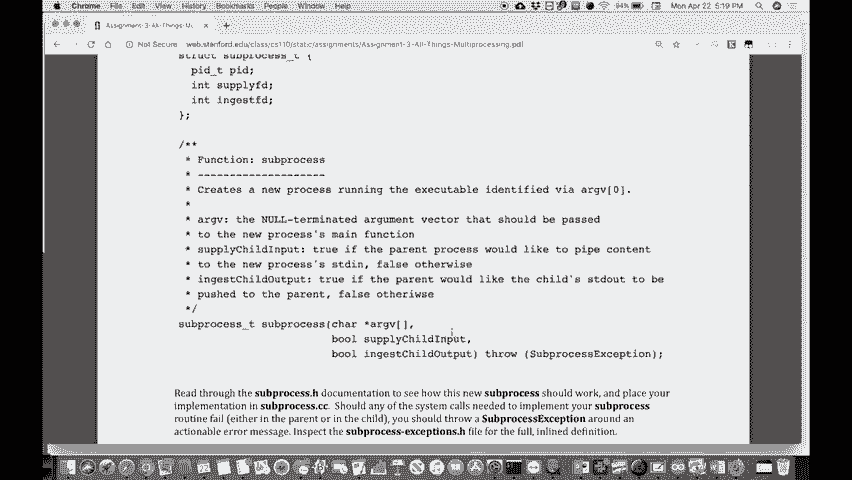 Chrome File Edit View History Bookmarks People Window Help
94% Mon Apr 22 5:19 PM
Assignment-3-All-Things-Mu
Not Secure web.stanford.edu/class/cs110/static/assignments/Assignment-3-All-Things-Multiprocessing.pdf
struct subprocess_t {
pid_t pid;
int supplyfd;
int ingestfd;
};
/**
* Function: subprocess
* --------------------
* Creates a new process running the executable identified via argv[0].
*
* argv: the NULL-terminated argument vector that should be passed
* to the new process's main function
* supplyChildInput: true if the parent process would like to pipe content
* to the new process's stdin, false otherwise
* ingestChildOutput: true if the parent would like the child's stdout to be
* pushed to the parent, false otheriwse
*/
subprocess_t subprocess(char *argv[],
bool supplyChildInput,
bool ingestChildOutput) throw (SubprocessException);
Read through the subprocess.h documentation to see how this new subprocess should work, and place your
implementation in subprocess.cc. Should any of the system calls needed to implement your subprocess
routine fail (either in the parent or in the child), you should throw a SubprocessException around an
actionable error message. Inspect the subprocess-exceptions.h file for the full, inlined definition.